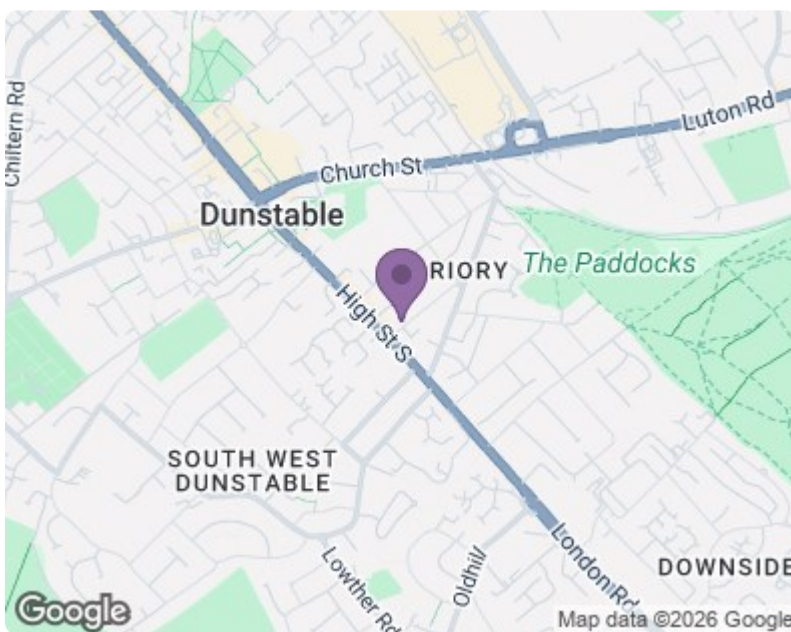 Chiltern Rd
Luton Rd
Church St
Dunstable
RIORY
The Paddocks
High St S
SOUTH WEST
DUNSTABLE
DOWNSIDE
London Rd
Oldhill
Lowther Rd
Google
Map data ©2026 Google